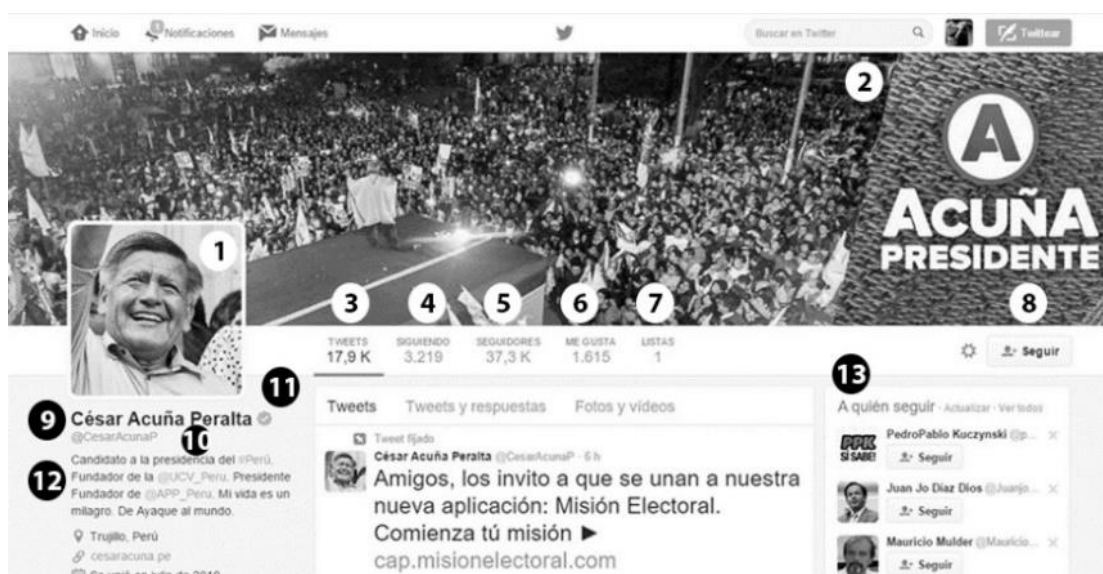 Inicio
1
Notificaciones
Mensajes
Buscar en Twitter
Twittear
2
A
ACUÑA
PRESIDENTE
1
3
4
5
6
7
8
TWEETS
SIGUIENDO
SEGUIDORES
ME GUSTA
LISTAS
17,9 K
3.219
37,3 K
1.615
1
Seguir
11
13
9
César Acuña Peralta
@CesarAcunaP
10
12
Candidato a la presidencia del #Perú.
Fundador de la @UCV_Peru. Presidente
Fundador de @APP_Peru. Mi vida es un
milagro. De Ayaque al mundo.
Trujillo, Perú
cesaracuna.pe
Tweets
Tweets y respuestas
Fotos y vídeos
Tweet fijado
César Acuña Peralta @CesarAcunaP · 6 h
Amigos, los invito a que se unan a nuestra
nueva aplicación: Misión Electoral.
Comienza tú misión ►
cap.misionelectoral.com
A quién seguir · Actualizar · Ver todos
PPK
SÍ SABE!
PedroPablo Kuczynski @p...
Seguir
Juan Jo Díaz Dios @Juanjo...
Seguir
Mauricio Mulder @Mauricio...
Seguir